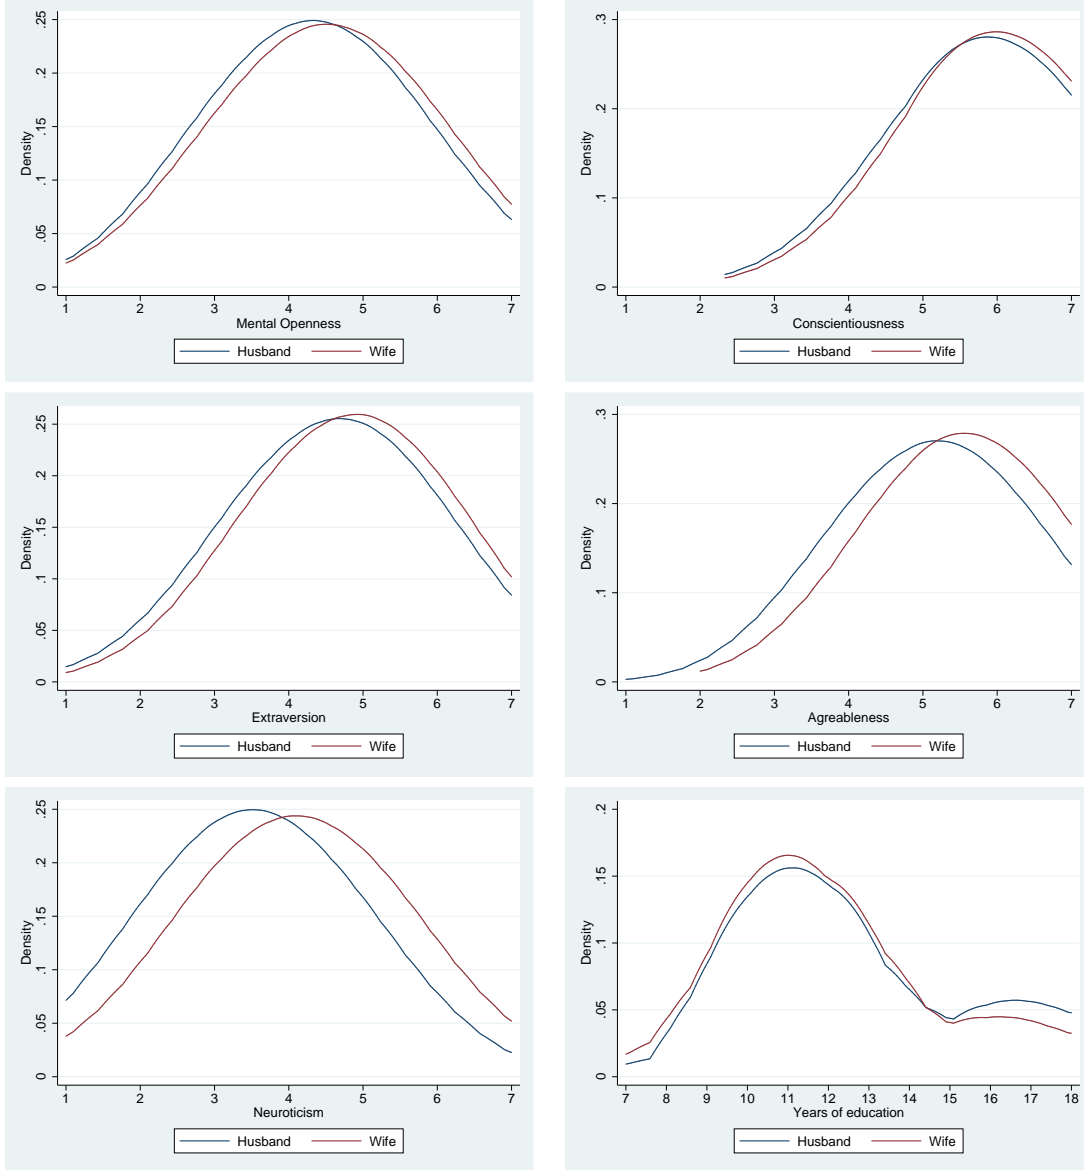 Density
0 .05 .1 .15 .2 .25
1 2 3 4 5 6 7
Mental Openness
Husband Wife
Density
0 .1 .2 .3
1 2 3 4 5 6 7
Conscientiousness
Husband Wife
Density
0 .05 .1 .15 .2 .25
1 2 3 4 5 6 7
Extraversion
Husband Wife
Density
0 .1 .2 .3
1 2 3 4 5 6 7
Agreableness
Husband Wife
Density
0 .05 .1 .15 .2 .25
1 2 3 4 5 6 7
Neuroticism
Husband Wife
Density
0 .05 .1 .15 .2
7 8 9 10 11 12 13 14 15 16 17 18
Years of education
Husband Wife